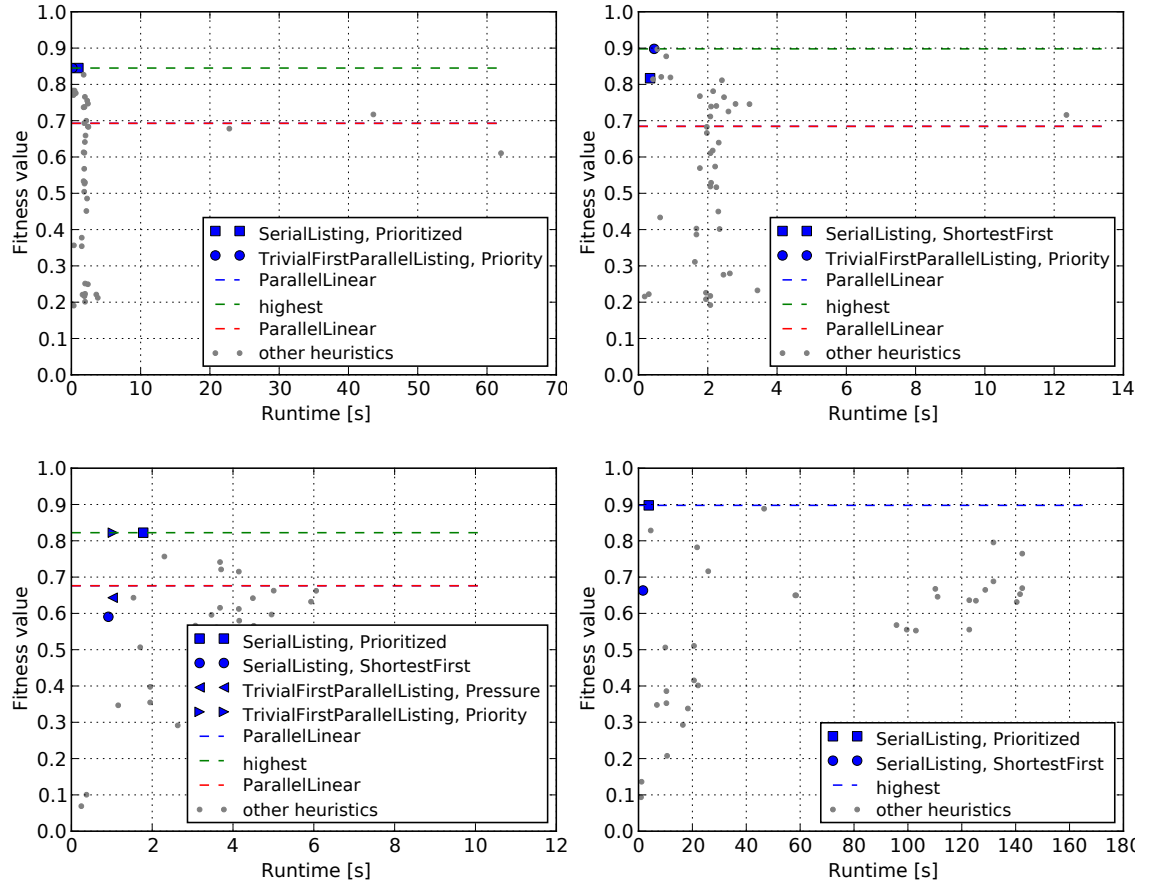 1.0
0.9
0.8
0.7
0.6
0.5
0.4
0.3
0.2
0.1
0.0
Fitness value
0 10 20 30 40 50 60 70
Runtime [s]
SerialListing, Prioritized
TrivialFirstParallelListing, Priority
ParallelLinear
highest
ParallelLinear
other heuristics
1.0
0.9
0.8
0.7
0.6
0.5
0.4
0.3
0.2
0.1
0.0
Fitness value
0 2 4 6 8 10 12 14
Runtime [s]
SerialListing, ShortestFirst
TrivialFirstParallelListing, Priority
ParallelLinear
highest
ParallelLinear
other heuristics
1.0
0.9
0.8
0.7
0.6
0.5
0.4
0.3
0.2
0.1
0.0
Fitness value
0 2 4 6 8 10 12
Runtime [s]
SerialListing, Prioritized
SerialListing, ShortestFirst
TrivialFirstParallelListing, Pressure
TrivialFirstParallelListing, Priority
ParallelLinear
highest
ParallelLinear
other heuristics
1.0
0.9
0.8
0.7
0.6
0.5
0.4
0.3
0.2
0.1
0.0
Fitness value
0 20 40 60 80 100 120 140 160 180
Runtime [s]
SerialListing, Prioritized
SerialListing, ShortestFirst
highest
other heuristics